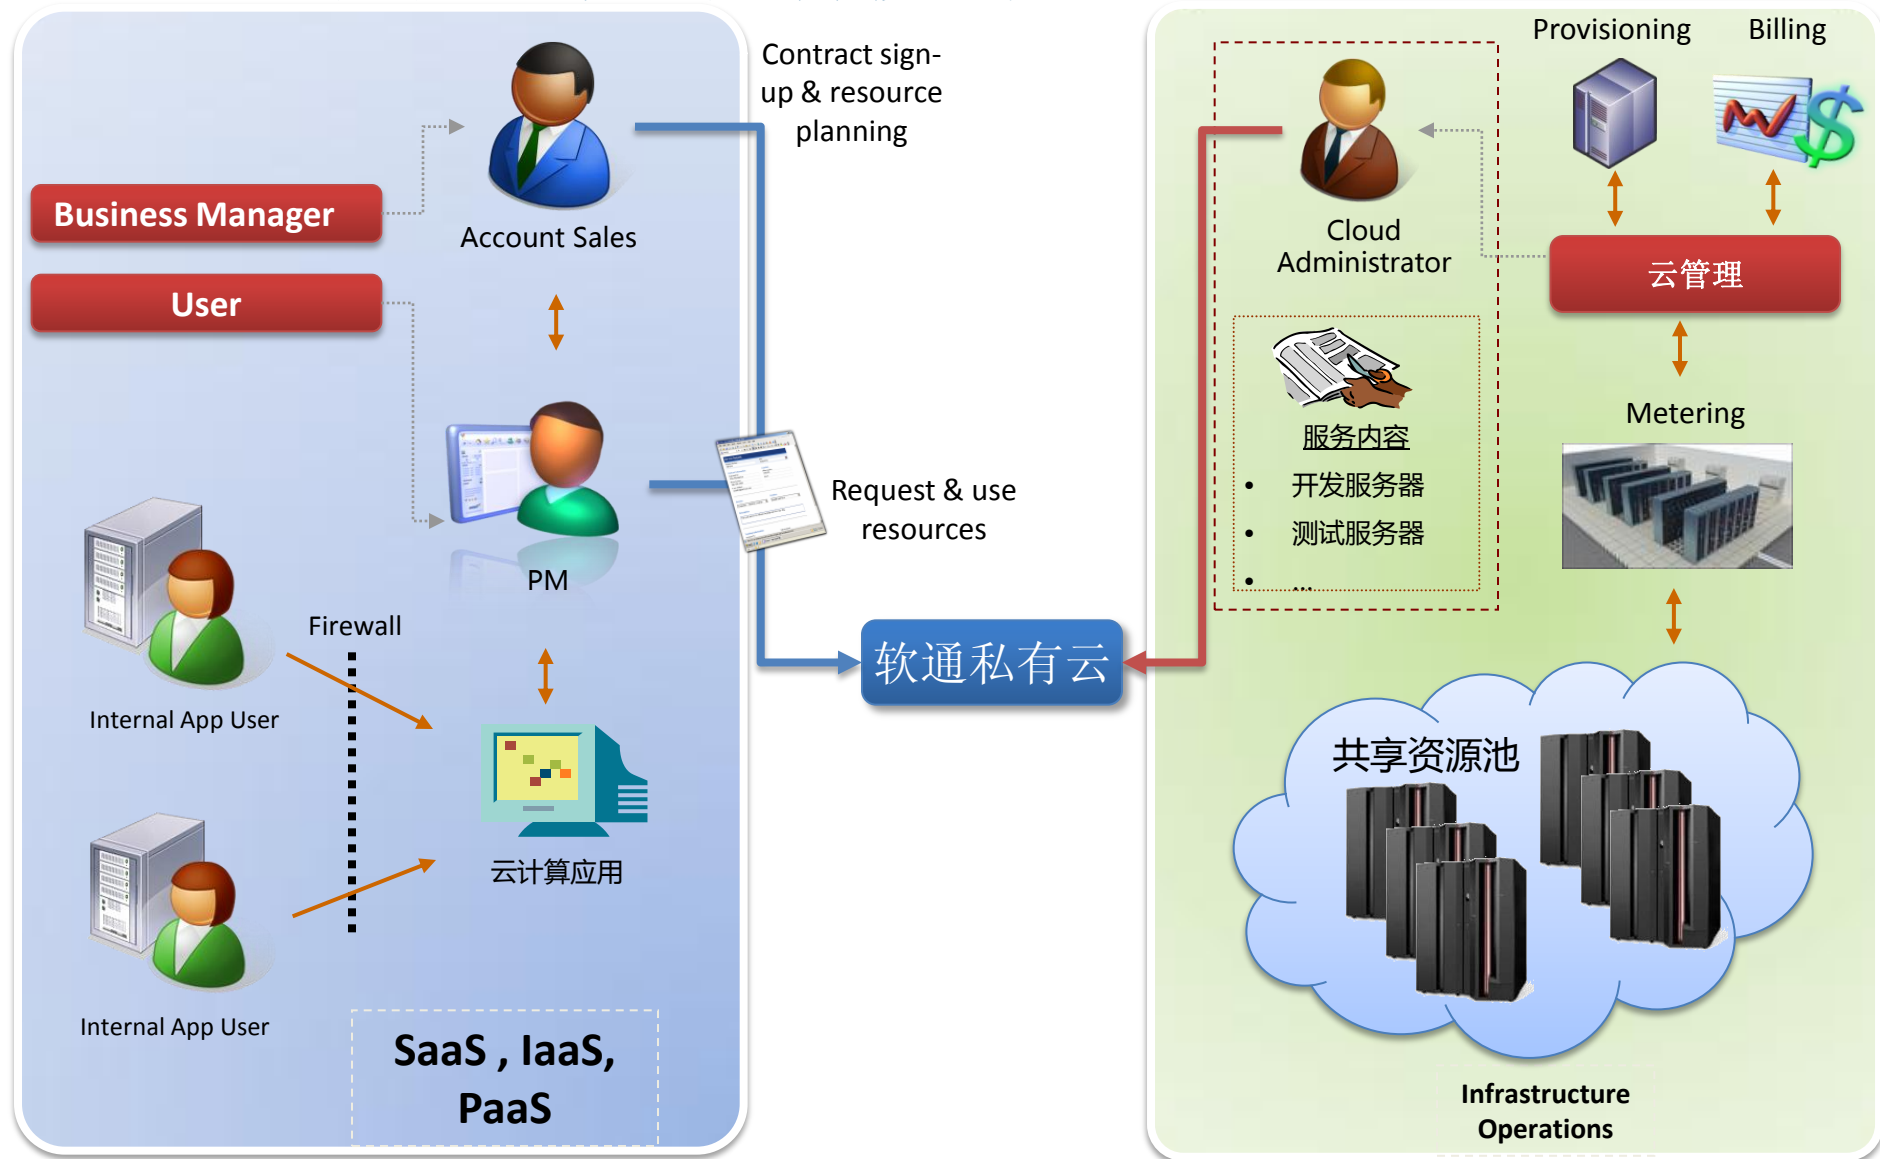 Contract sign-
up & resource
planning
Business Manager
Account Sales
User
PM
Request & use
resources
Firewall
Internal App User
云计算应用
Internal App User
SaaS , IaaS,
PaaS
软通私有云
Provisioning
Billing
Cloud
Administrator
云管理
服务内容
• 开发服务器
• 测试服务器
• ...
Metering
共享资源池
Infrastructure
Operations